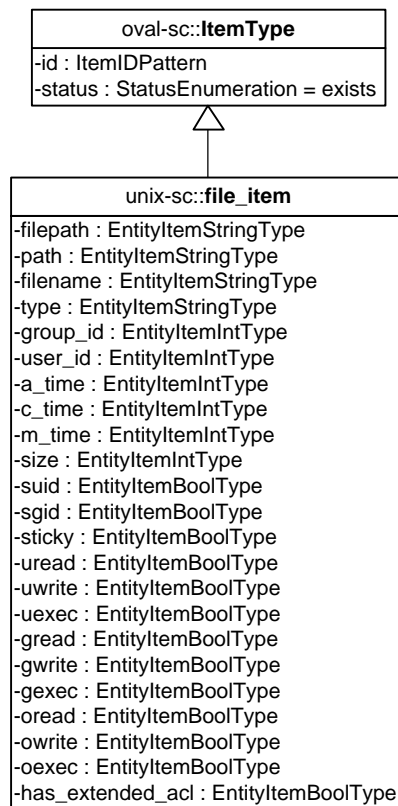 oval-sc::ItemType
-id : ItemIDPattern
-status : StatusEnumeration = exists
unix-sc::file_item
-filepath : EntityItemStringType
-path : EntityItemStringType
-filename : EntityItemStringType
-type : EntityItemStringType
-group_id : EntityItemIntType
-user_id : EntityItemIntType
-a_time : EntityItemIntType
-c_time : EntityItemIntType
-m_time : EntityItemIntType
-size : EntityItemIntType
-suid : EntityItemBoolType
-sgid : EntityItemBoolType
-sticky : EntityItemBoolType
-uread : EntityItemBoolType
-uwrite : EntityItemBoolType
-uexec : EntityItemBoolType
-gread : EntityItemBoolType
-gwrite : EntityItemBoolType
-gexec : EntityItemBoolType
-oread : EntityItemBoolType
-owrite : EntityItemBoolType
-oexec : EntityItemBoolType
-has_extended_acl : EntityItemBoolType